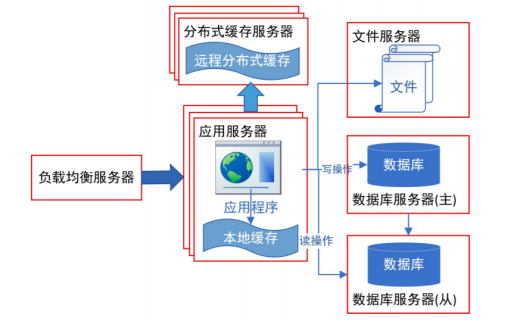 分布式缓存服务器
远程分布式缓存
文件服务器
文件
应用服务器
负载均衡服务器
应用程序
本地缓存
写操作
读操作
数据库
数据库服务器(主)
数据库
数据库服务器(从)